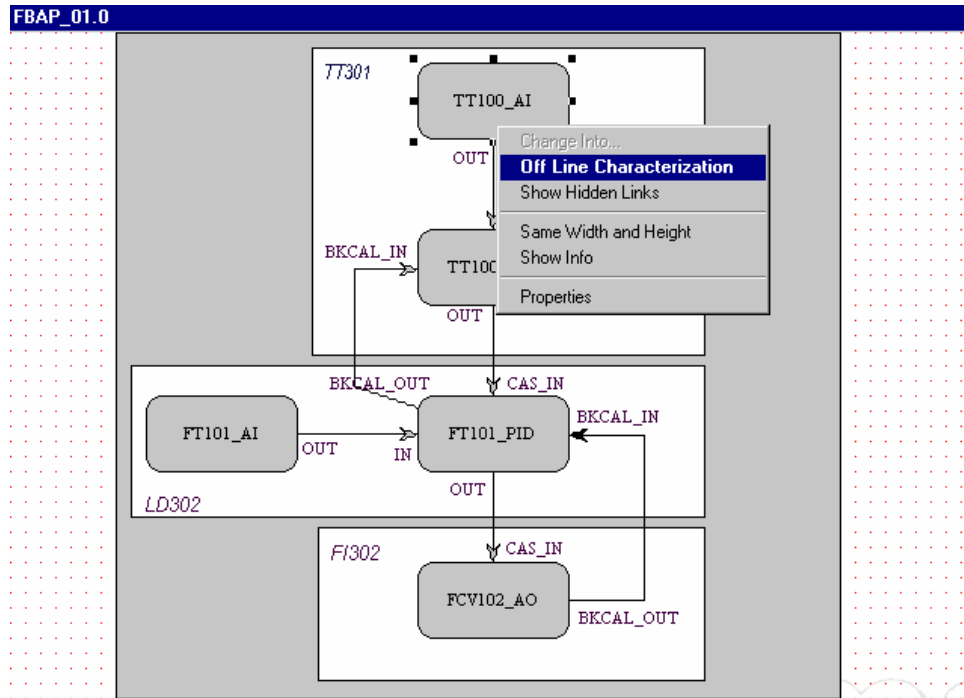 FBAP_01.0
TT301
TT100_AI
OUT
Change Into...
Off Line Characterization
Show Hidden Links
Same Width and Height
Show Info
Properties
BKCAL_IN
TT100
OUT
BKCAL_OUT
CAS_IN
BKCAL_IN
FT101_AI
OUT
IN
FT101_PID
OUT
LD302
FI302
CAS_IN
FCV102_AO
BKCAL_OUT